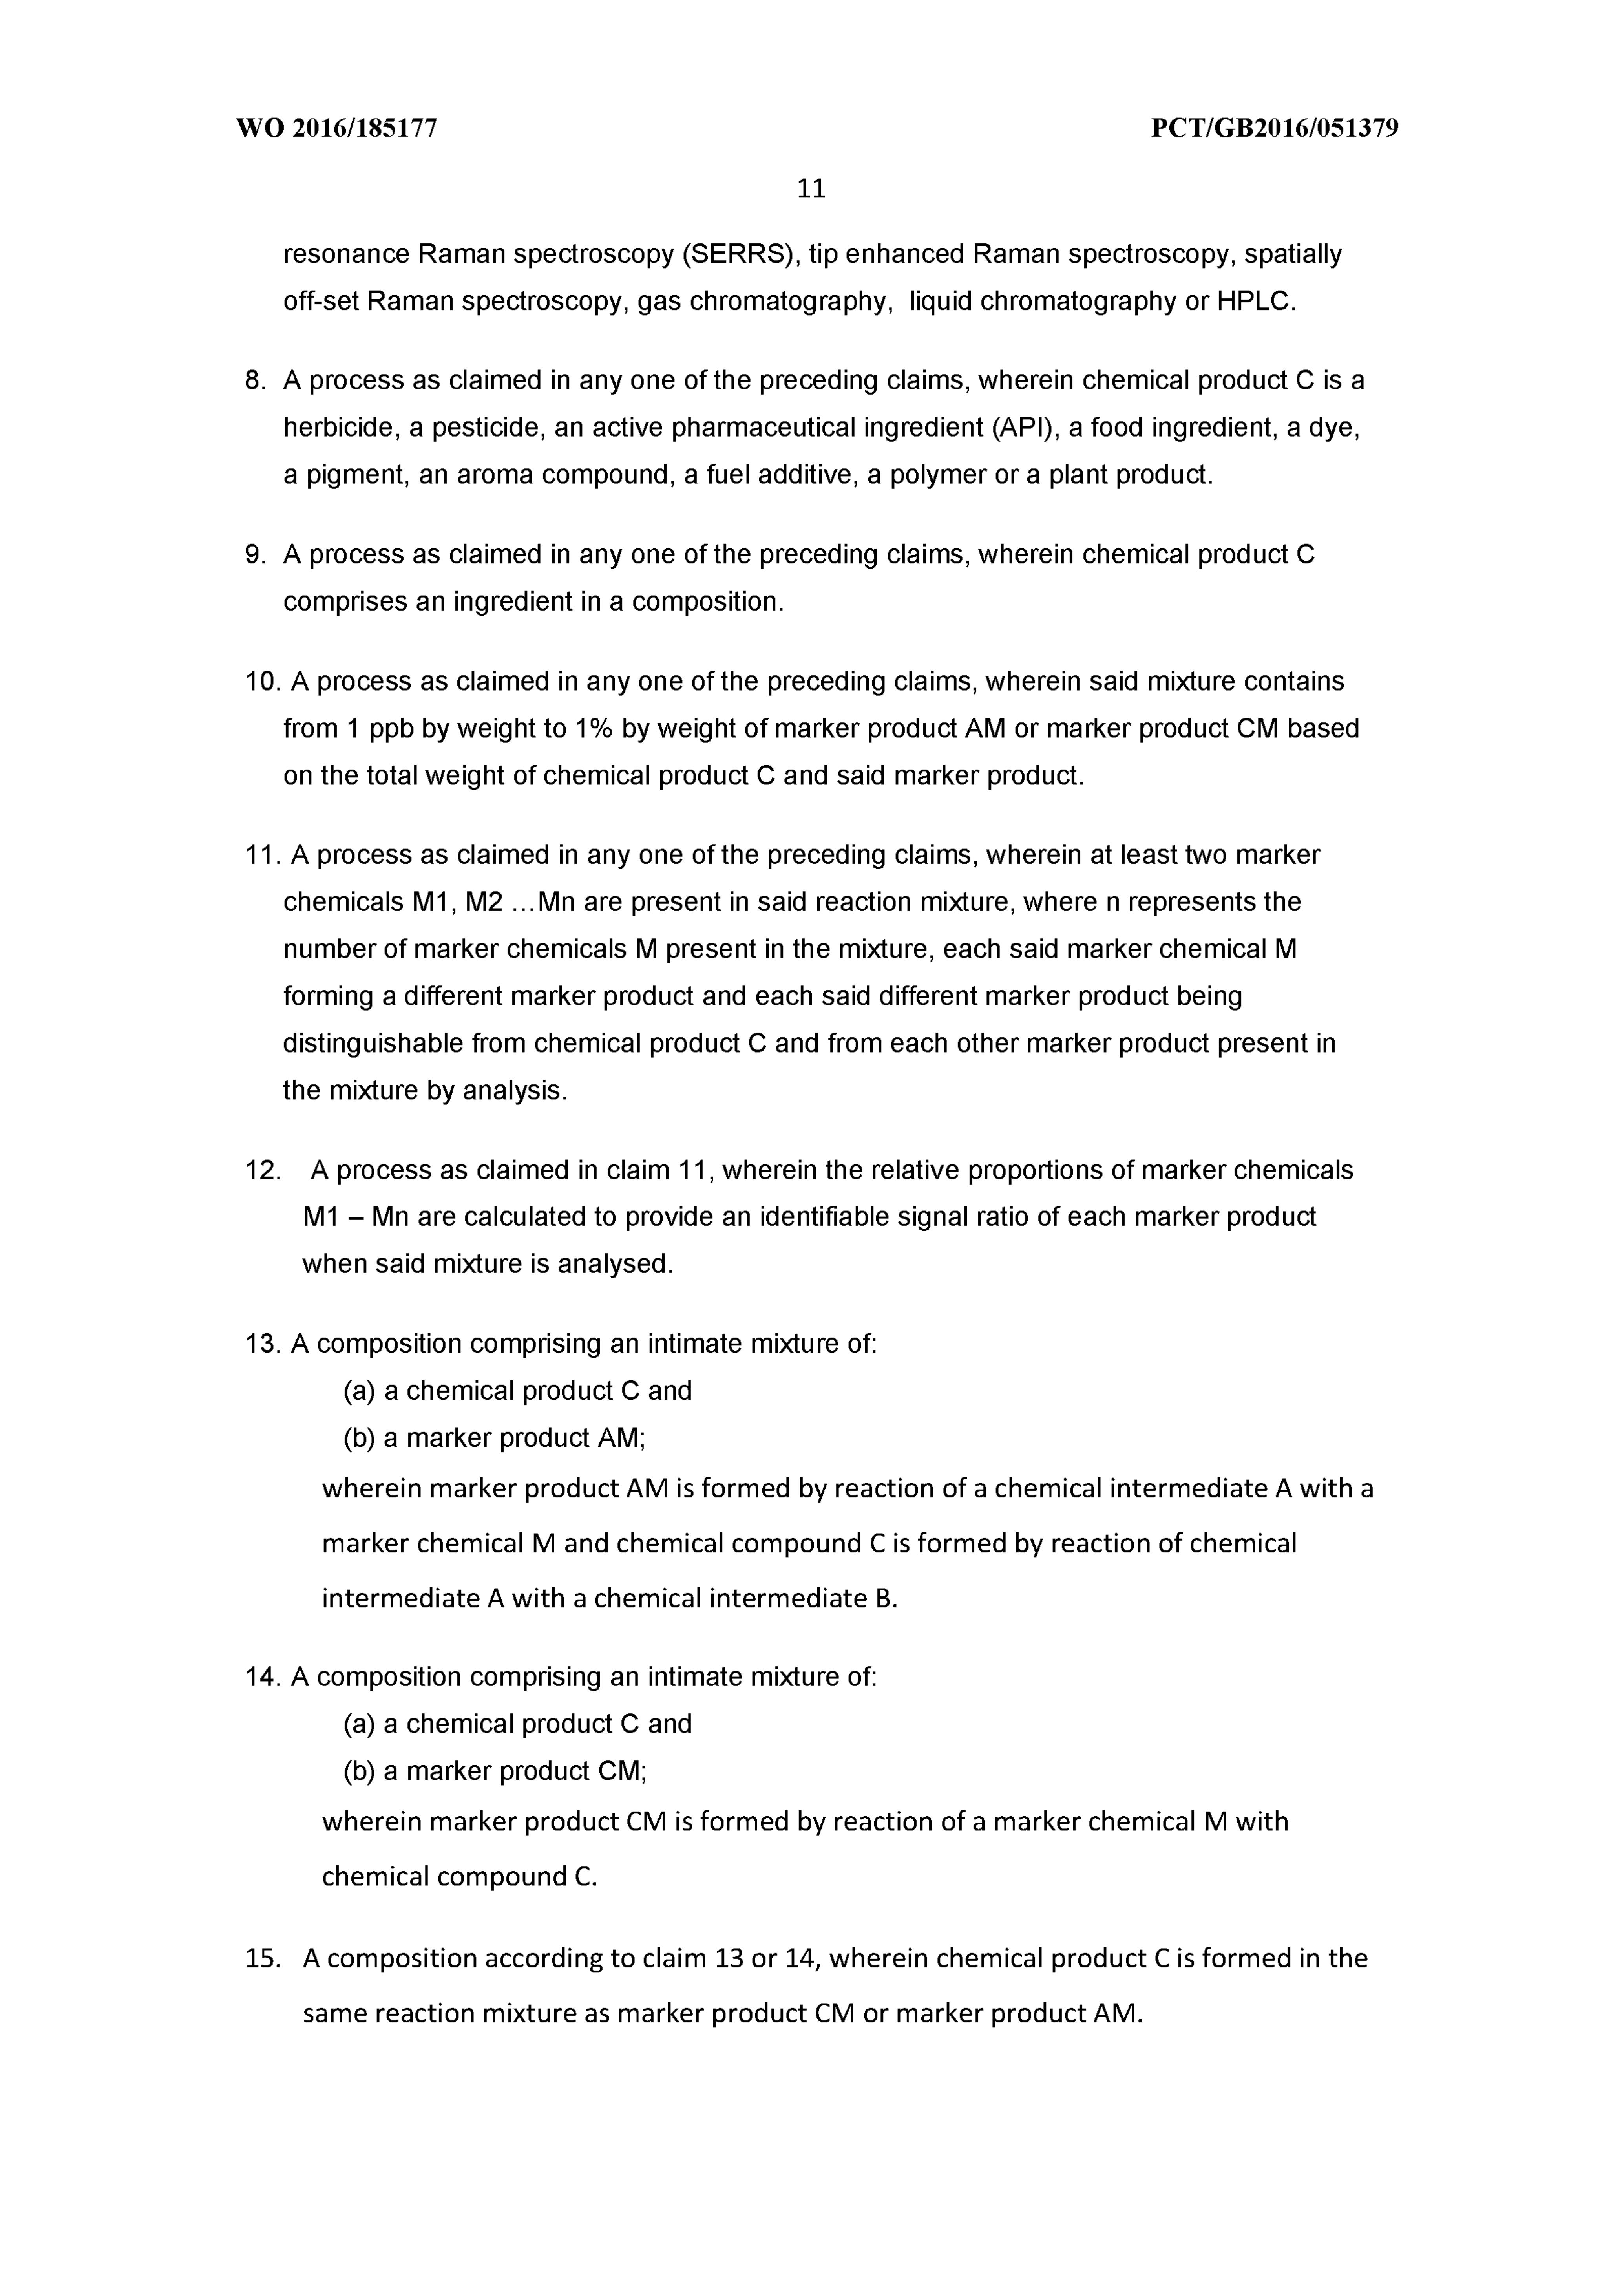 WO 2016/185177 PCT/GB2016/051379
11
resonance Raman spectroscopy (SERRS), tip enhanced Raman spectroscopy, spatially
off-set Raman spectroscopy, gas chromatography,  liquid chromatography or HPLC.
8. A process as claimed in any one of the preceding claims, wherein chemical product C is a
herbicide, a pesticide, an active pharmaceutical ingredient (API), a food ingredient, a dye,
a pigment, an aroma compound, a fuel additive, a polymer or a plant product.
9. A process as claimed in any one of the preceding claims, wherein chemical product C
comprises an ingredient in a composition.
10. A process as claimed in any one of the preceding claims, wherein said mixture contains
from 1 ppb by weight to 1% by weight of marker product AM or marker product CM based
on the total weight of chemical product C and said marker product.
11. A process as claimed in any one of the preceding claims, wherein at least two marker
chemicals M1, M2 ...Mn are present in said reaction mixture, where n represents the
number of marker chemicals M present in the mixture, each said marker chemical M
forming a different marker product and each said different marker product being
distinguishable from chemical product C and from each other marker product present in
the mixture by analysis.
12. A process as claimed in claim 11, wherein the relative proportions of marker chemicals
M1 – Mn are calculated to provide an identifiable signal ratio of each marker product
when said mixture is analysed.
13. A composition comprising an intimate mixture of:
(a) a chemical product C and
(b) a marker product AM;
wherein marker product AM is formed by reaction of a chemical intermediate A with a
marker chemical M and chemical compound C is formed by reaction of chemical
intermediate A with a chemical intermediate B.
14. A composition comprising an intimate mixture of:
(a) a chemical product C and
(b) a marker product CM;
wherein marker product CM is formed by reaction of a marker chemical M with
chemical compound C.
15. A composition according to claim 13 or 14, wherein chemical product C is formed in the
same reaction mixture as marker product CM or marker product AM.